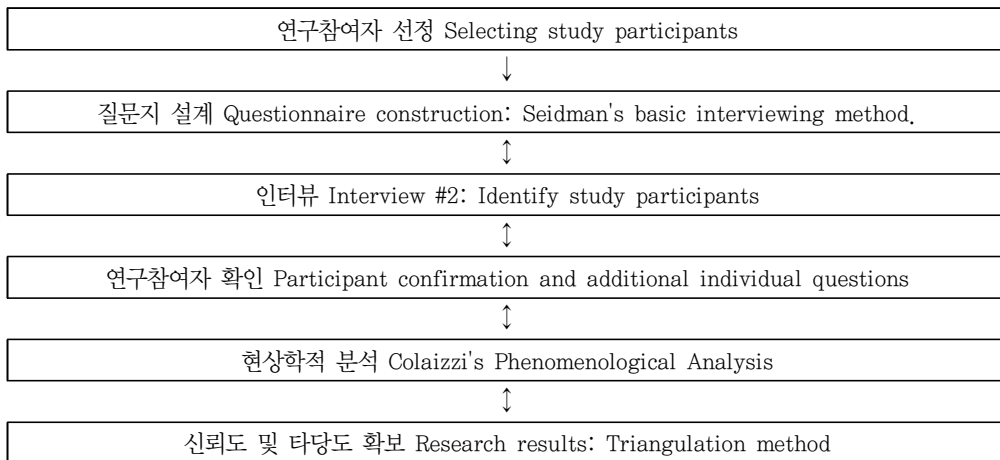 연구참여자 선정 Selecting study participants
↓
질문지 설계 Questionnaire construction: Seidman's basic interviewing method.
↕
인터뷰 Interview #2: Identify study participants
↕
연구참여자 확인 Participant confirmation and additional individual questions
↕
현상학적 분석 Colaizzi's Phenomenological Analysis
↕
신뢰도 및 타당도 확보 Research results: Triangulation method